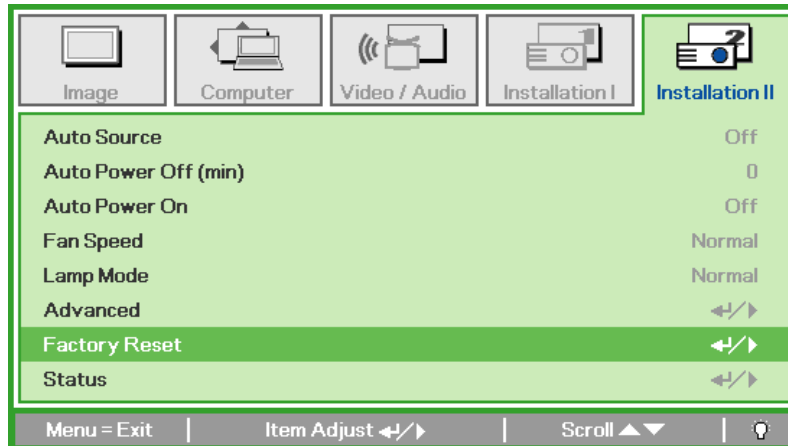 Image
Computer
Video / Audio
Installation I
Installation II
Auto Source Off
Auto Power Off (min) 0
Auto Power On Off
Fan Speed Normal
Lamp Mode Normal
Advanced
Factory Reset
Status
Menu = Exit | Item Adjust | Scroll